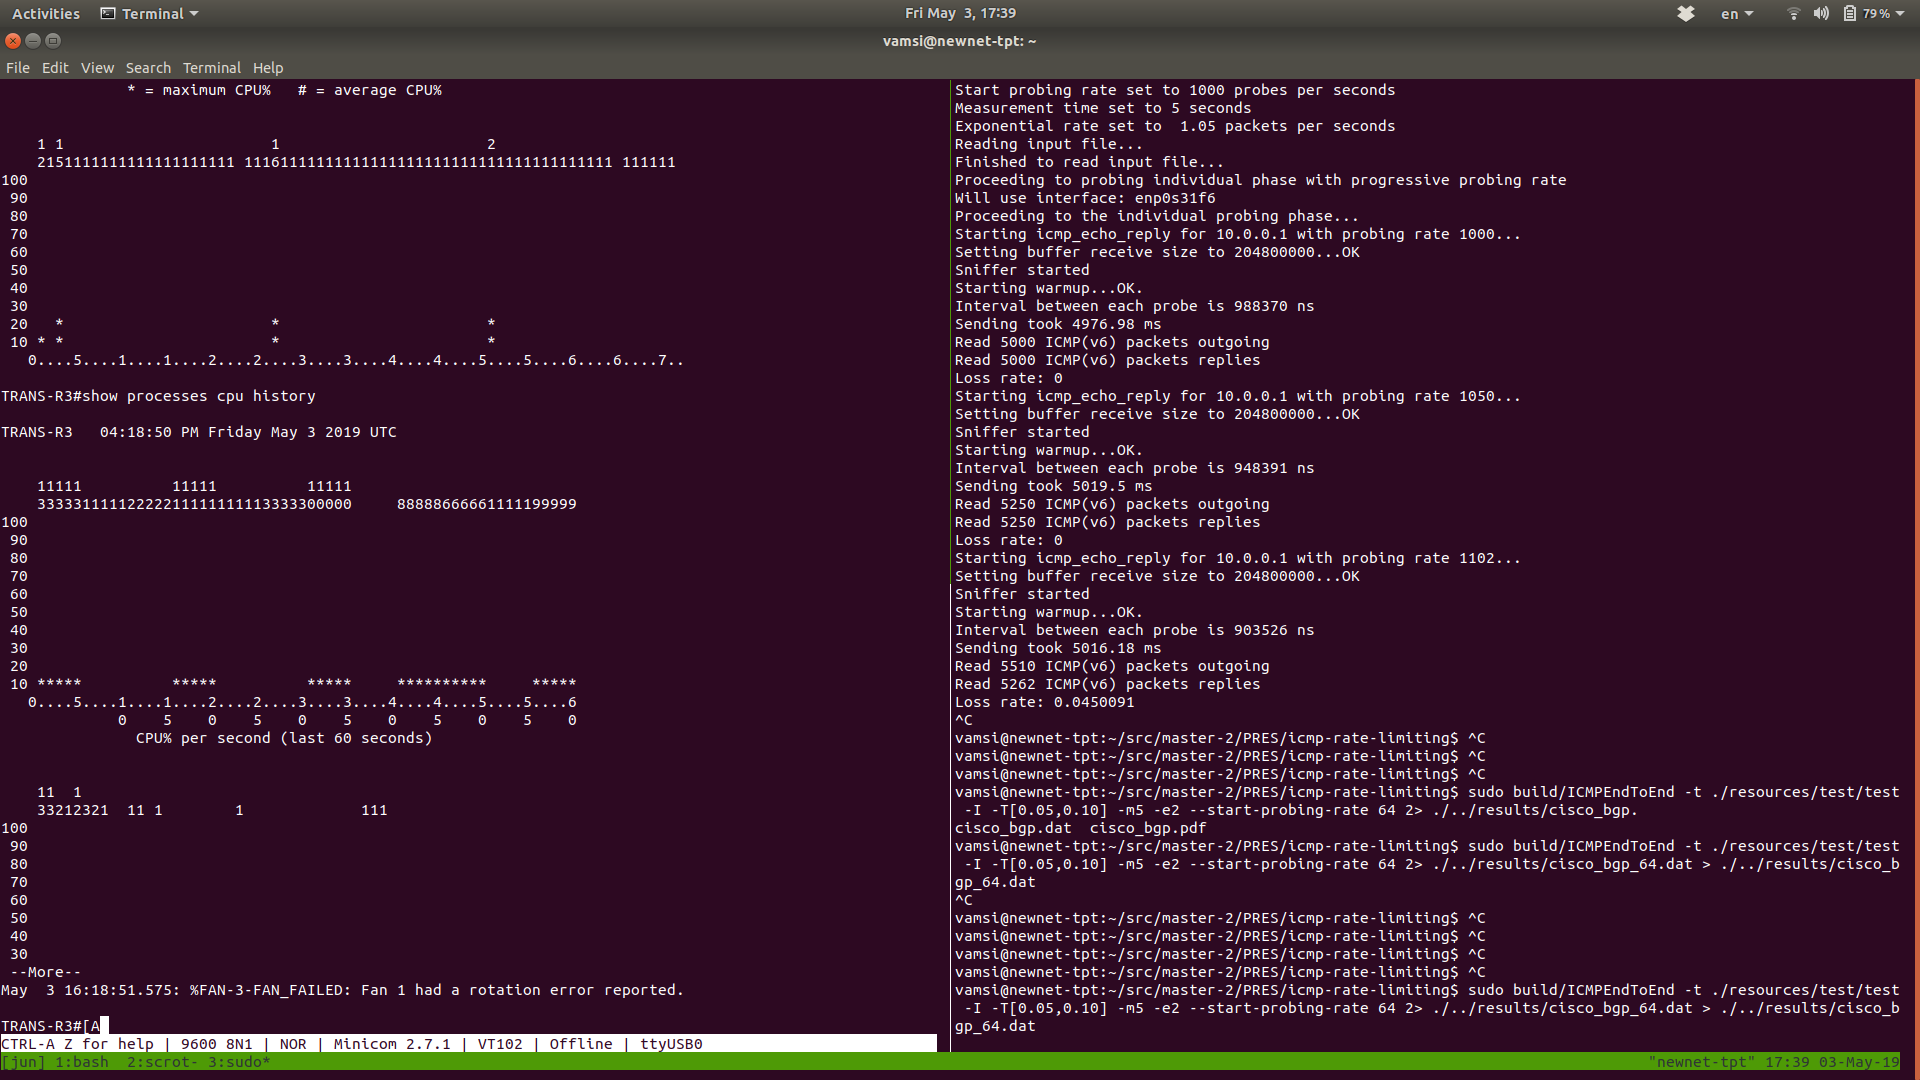 Activities Terminal Fri May 3, 17:39 en 79%
vamsi@newnet-tpt: ~
File Edit View Search Terminal Help
* = maximum CPU%   # = average CPU%
    1 1                       1                       2
    2151111111111111111111 11161111111111111111111111111111111111111 111111
100
 90
 80
 70
 60
 50
 40
 30
 20   *                       *                       *
 10 * *                       *                       *
   0....5....1....1....2....2....3....3....4....4....5....5....6....6....7..
TRANS-R3#show processes cpu history
TRANS-R3   04:18:50 PM Friday May 3 2019 UTC
    11111          11111          11111
    33333111112222211111111113333300000     88888666661111199999
100
 90
 80
 70
 60
 50
 40
 30
 20
 10 *****          *****          *****     **********     *****
   0....5....1....1....2....2....3....3....4....4....5....5....6
             0    5    0    5    0    5    0    5    0    5    0
               CPU% per second (last 60 seconds)
    11  1
    33212321  11 1        1             111
100
 90
 80
 70
 60
 50
 40
 30
 --More--
May  3 16:18:51.575: %FAN-3-FAN_FAILED: Fan 1 had a rotation error reported.
TRANS-R3#[A
CTRL-A Z for help | 9600 8N1 | NOR | Minicom 2.7.1 | VT102 | Offline | ttyUSB0
Start probing rate set to 1000 probes per seconds
Measurement time set to 5 seconds
Exponential rate set to  1.05 packets per seconds
Reading input file...
Finished to read input file...
Proceeding to probing individual phase with progressive probing rate
Will use interface: enp0s31f6
Proceeding to the individual probing phase...
Starting icmp_echo_reply for 10.0.0.1 with probing rate 1000...
Setting buffer receive size to 204800000...OK
Sniffer started
Starting warmup...OK.
Interval between each probe is 988370 ns
Sending took 4976.98 ms
Read 5000 ICMP(v6) packets outgoing
Read 5000 ICMP(v6) packets replies
Loss rate: 0
Starting icmp_echo_reply for 10.0.0.1 with probing rate 1050...
Setting buffer receive size to 204800000...OK
Sniffer started
Starting warmup...OK.
Interval between each probe is 948391 ns
Sending took 5019.5 ms
Read 5250 ICMP(v6) packets outgoing
Read 5250 ICMP(v6) packets replies
Loss rate: 0
Starting icmp_echo_reply for 10.0.0.1 with probing rate 1102...
Setting buffer receive size to 204800000...OK
Sniffer started
Starting warmup...OK.
Interval between each probe is 903526 ns
Sending took 5016.18 ms
Read 5510 ICMP(v6) packets outgoing
Read 5262 ICMP(v6) packets replies
Loss rate: 0.0450091
^C
vamsi@newnet-tpt:~/src/master-2/PRES/icmp-rate-limiting$ ^C
vamsi@newnet-tpt:~/src/master-2/PRES/icmp-rate-limiting$ ^C
vamsi@newnet-tpt:~/src/master-2/PRES/icmp-rate-limiting$ ^C
vamsi@newnet-tpt:~/src/master-2/PRES/icmp-rate-limiting$ sudo build/ICMPEndToEnd -t ./resources/test/test
 -I -T[0.05,0.10] -m5 -e2 --start-probing-rate 64 2> ./../results/cisco_bgp.
cisco_bgp.dat  cisco_bgp.pdf
vamsi@newnet-tpt:~/src/master-2/PRES/icmp-rate-limiting$ sudo build/ICMPEndToEnd -t ./resources/test/test
 -I -T[0.05,0.10] -m5 -e2 --start-probing-rate 64 2> ./../results/cisco_bgp_64.dat > ./../results/cisco_b
gp_64.dat
^C
vamsi@newnet-tpt:~/src/master-2/PRES/icmp-rate-limiting$ ^C
vamsi@newnet-tpt:~/src/master-2/PRES/icmp-rate-limiting$ ^C
vamsi@newnet-tpt:~/src/master-2/PRES/icmp-rate-limiting$ ^C
vamsi@newnet-tpt:~/src/master-2/PRES/icmp-rate-limiting$ ^C
vamsi@newnet-tpt:~/src/master-2/PRES/icmp-rate-limiting$ sudo build/ICMPEndToEnd -t ./resources/test/test
 -I -T[0.05,0.10] -m5 -e2 --start-probing-rate 64 2> ./../results/cisco_bgp_64.dat > ./../results/cisco_b
gp_64.dat
[jun] 1:bash  2:scrot- 3:sudo* "newnet-tpt" 17:39 03-May-19